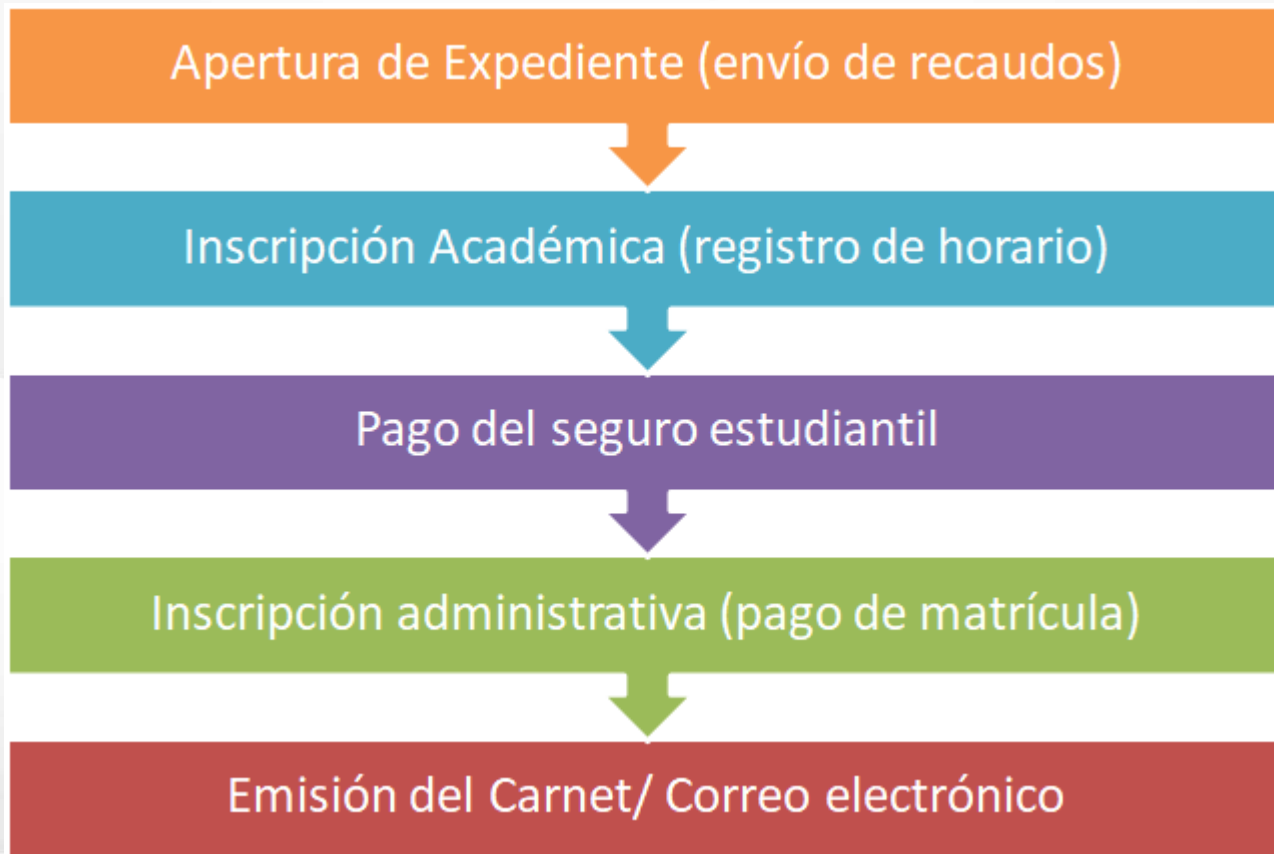 Apertura de Expediente (envío de recaudos)
Inscripción Académica (registro de horario)
Pago del seguro estudiantil
Inscripción administrativa (pago de matrícula)
Emisión del Carnet/ Correo electrónico